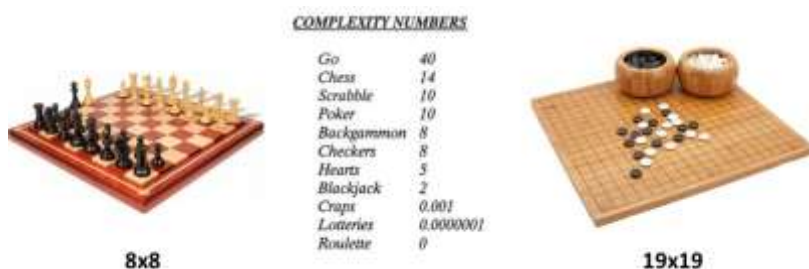 COMPLEXITY NUMBERS
Go 40
Chess 14
Scrabble 10
Poker 10
Backgammon 8
Checkers 8
Hearts 5
Blackjack 2
Craps 0.001
Lotteries 0.0000001
Roulette 0
8x8
19x19